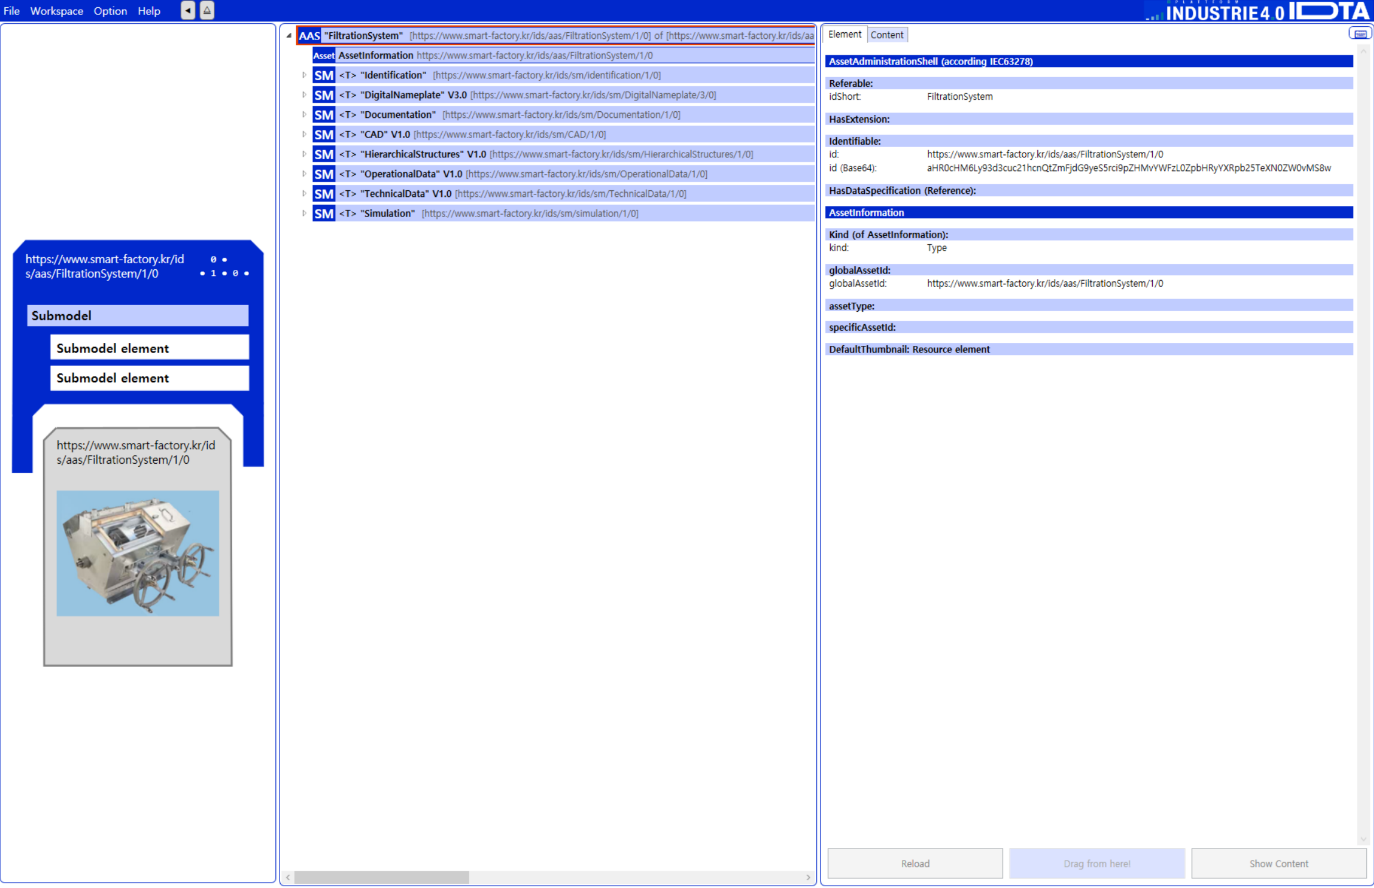 File Workspace Option Help
INDUSTRIE4.0 IDTA
https://www.smart-factory.kr/id
s/aas/FiltrationSystem/1/0
0 •
• 1 • 0 •
Submodel
Submodel element
Submodel element
https://www.smart-factory.kr/id
s/aas/FiltrationSystem/1/0
AAS "FiltrationSystem" [https://www.smart-factory.kr/ids/aas/FiltrationSystem/1/0] of [https://www.smart-factory.kr/ids/aa
Asset AssetInformation https://www.smart-factory.kr/ids/aas/FiltrationSystem/1/0
SM <T> "Identification" [https://www.smart-factory.kr/ids/sm/identification/1/0]
SM <T> "DigitalNameplate" V3.0 [https://www.smart-factory.kr/ids/sm/DigitalNameplate/3/0]
SM <T> "Documentation" [https://www.smart-factory.kr/ids/sm/Documentation/1/0]
SM <T> "CAD" V1.0 [https://www.smart-factory.kr/ids/sm/CAD/1/0]
SM <T> "HierarchicalStructures" V1.0 [https://www.smart-factory.kr/ids/sm/HierarchicalStructures/1/0]
SM <T> "OperationalData" V1.0 [https://www.smart-factory.kr/ids/sm/OperationalData/1/0]
SM <T> "TechnicalData" V1.0 [https://www.smart-factory.kr/ids/sm/TechnicalData/1/0]
SM <T> "Simulation" [https://www.smart-factory.kr/ids/sm/simulation/1/0]
Element Content
AssetAdministrationShell (according IEC63278)
Referable:
idShort: FiltrationSystem
HasExtension:
Identifiable:
id: https://www.smart-factory.kr/ids/aas/FiltrationSystem/1/0
id (Base64): aHR0cHM6Ly93d3cuc21hcnQtZmFjdG9yeS5rci9pZHMvYWFzL0ZpbHRyYXRpb25TeXN0ZW0vMS8w
HasDataSpecification (Reference):
AssetInformation
Kind (of AssetInformation):
kind: Type
globalAssetId:
globalAssetId: https://www.smart-factory.kr/ids/aas/FiltrationSystem/1/0
assetType:
specificAssetId:
DefaultThumbnail: Resource element
Reload Drag from here! Show Content